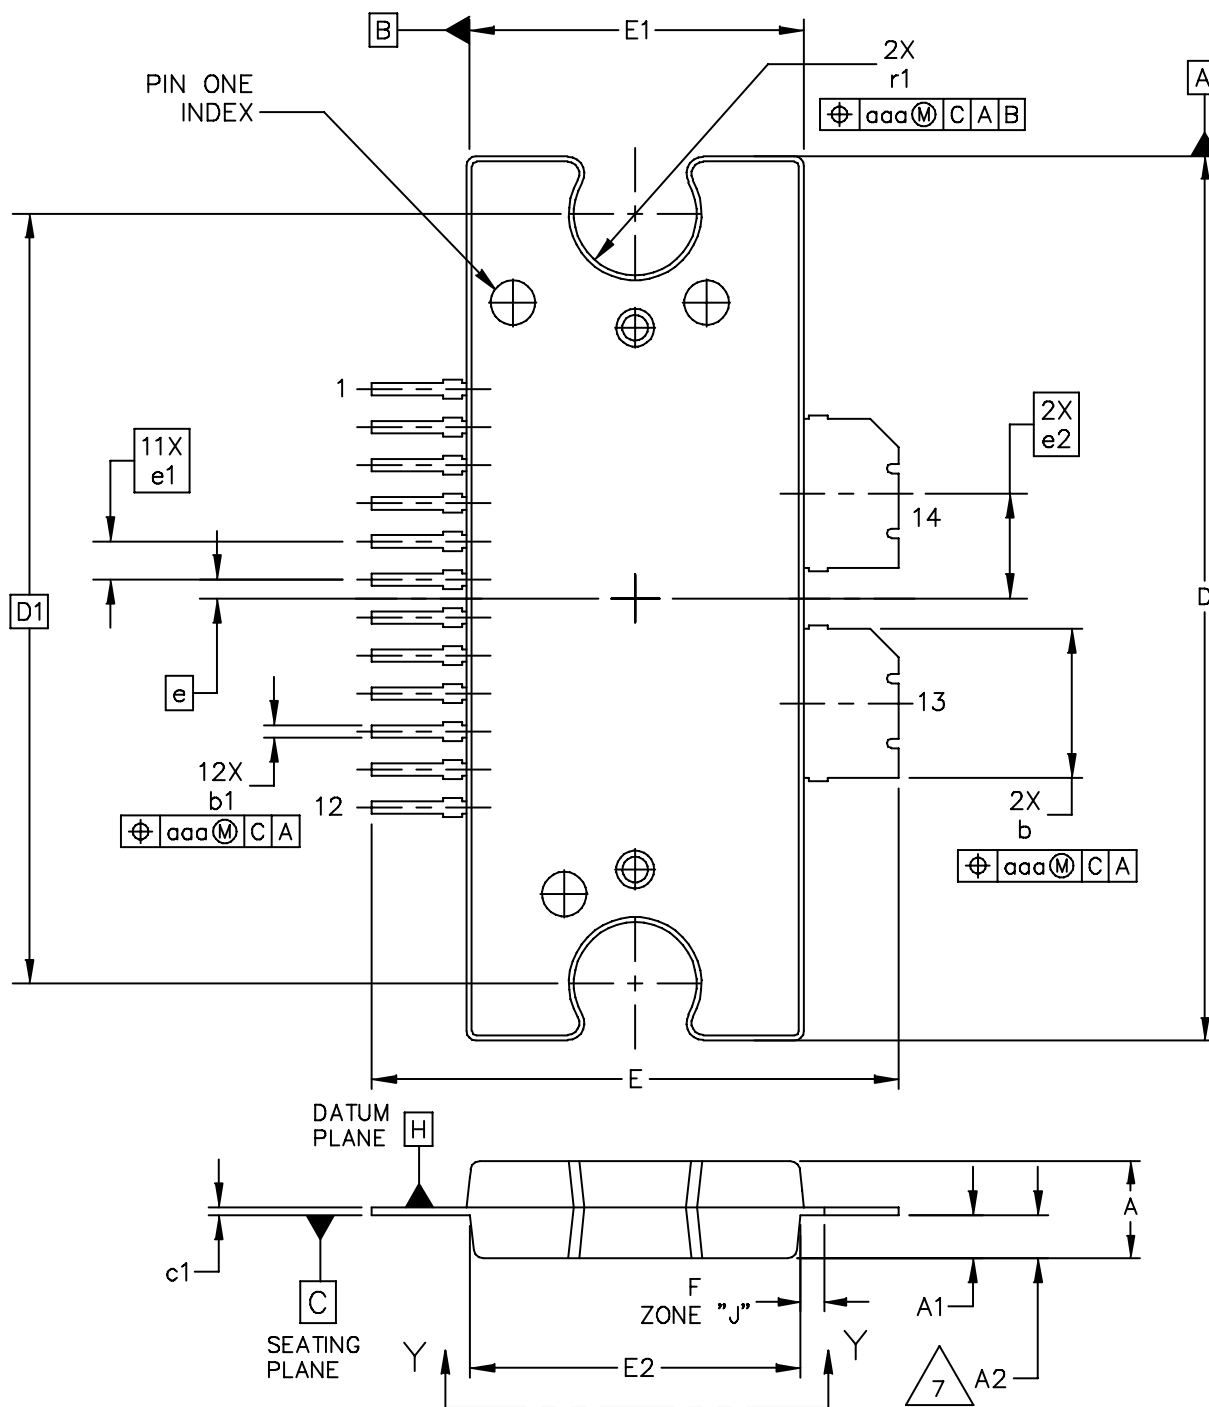 B
E1
2X
r1
⌖ aaa Ⓜ C A B
A
PIN ONE
INDEX
1
11X
e1
2X
e2
14
D1
D
e
13
12X
b1
12
⌖ aaa Ⓜ C A
2X
b
⌖ aaa Ⓜ C A
E
DATUM
PLANE
H
A
c1
C
SEATING
PLANE
F
ZONE "J"
A1
Y
Y
E2
7
A2